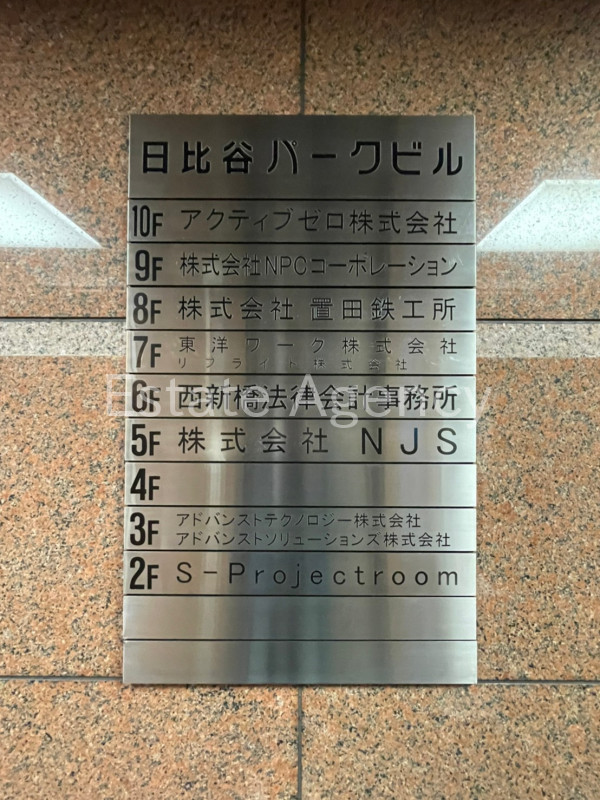 日比谷パークビル
10F アクティブゼロ株式会社
9F 株式会社NPCコーポレーション
8F 株式会社 置田鉄工所
7F 東洋ワーク株式会社
リプライト株式会社
6F 西新橋法律会計事務所
Estate Agency
5F 株式会社 NJS
4F
3F アドバンストテクノロジー株式会社
アドバンストソリューションズ株式会社
2F S-Projectroom